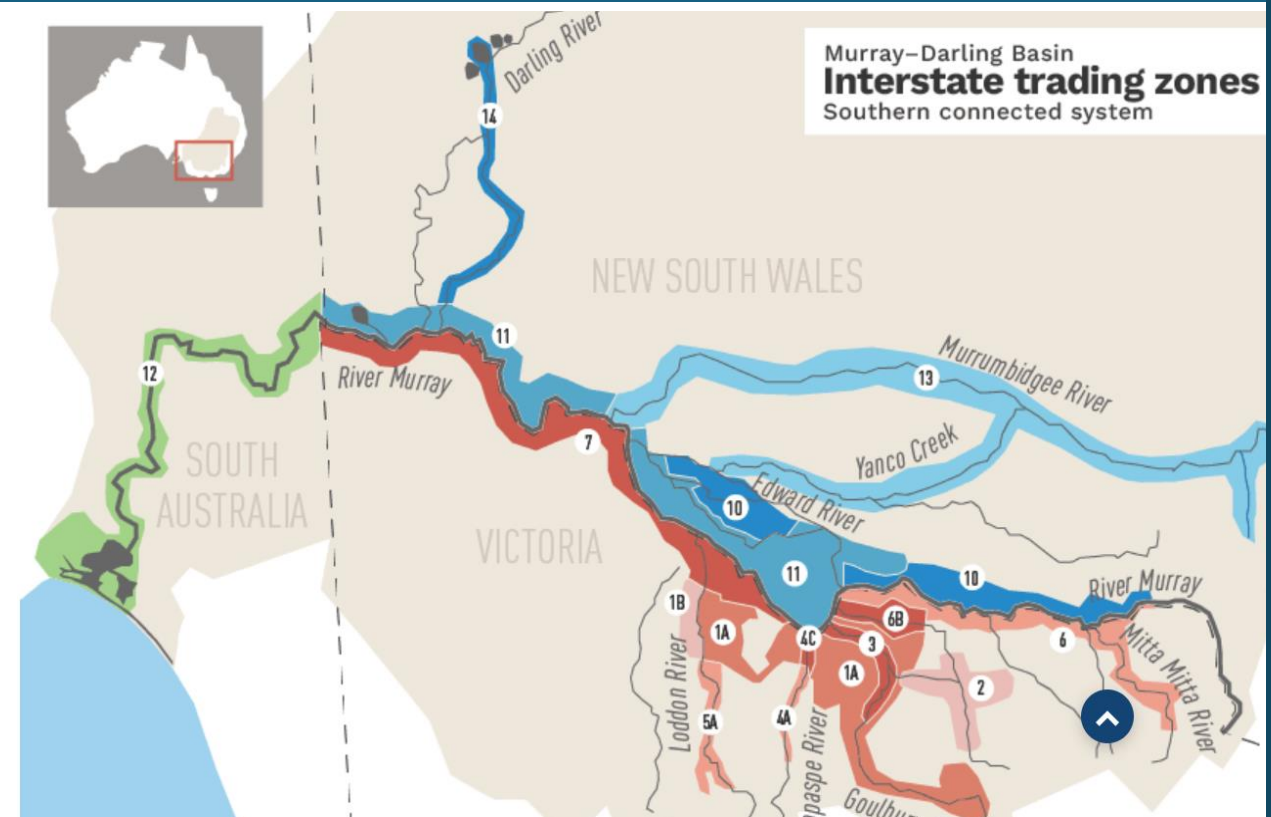 Murray–Darling Basin
Interstate trading zones
Southern connected system
Darling River
14
NEW SOUTH WALES
11
12
River Murray
Murrumbidgee River
13
7
Yanco Creek
SOUTH
AUSTRALIA
VICTORIA
Edward River
10
11
10
River Murray
1B
1A
4C
6B
3
6
1A
2
Mitta Mitta River
Loddon River
5A
4A
paspe River
Goulbu